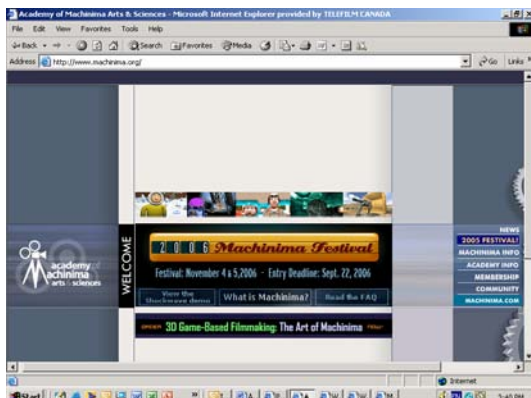 Academy of Machinima Arts & Sciences - Microsoft Internet Explorer provided by TELEFILM CANADA
File Edit View Favorites Tools Help
Back Search Favorites Media
Address http://www.machinima.org/ Go Links
WELCOME
2006 Machinima Festival
Festival: November 4 & 5, 2006 - Entry Deadline: Sept. 22, 2006
View the
Shockwave demo
What is Machinima?
Read the FAQ
3D Game-Based Filmmaking: The Art of Machinima
academy of
Machinima
arts & sciences
NEWS
2005 FESTIVAL!
MACHINIMA INFO
ACADEMY INFO
MEMBERSHIP
COMMUNITY
MACHINIMA.COM
Internet
Start
5:40 PM